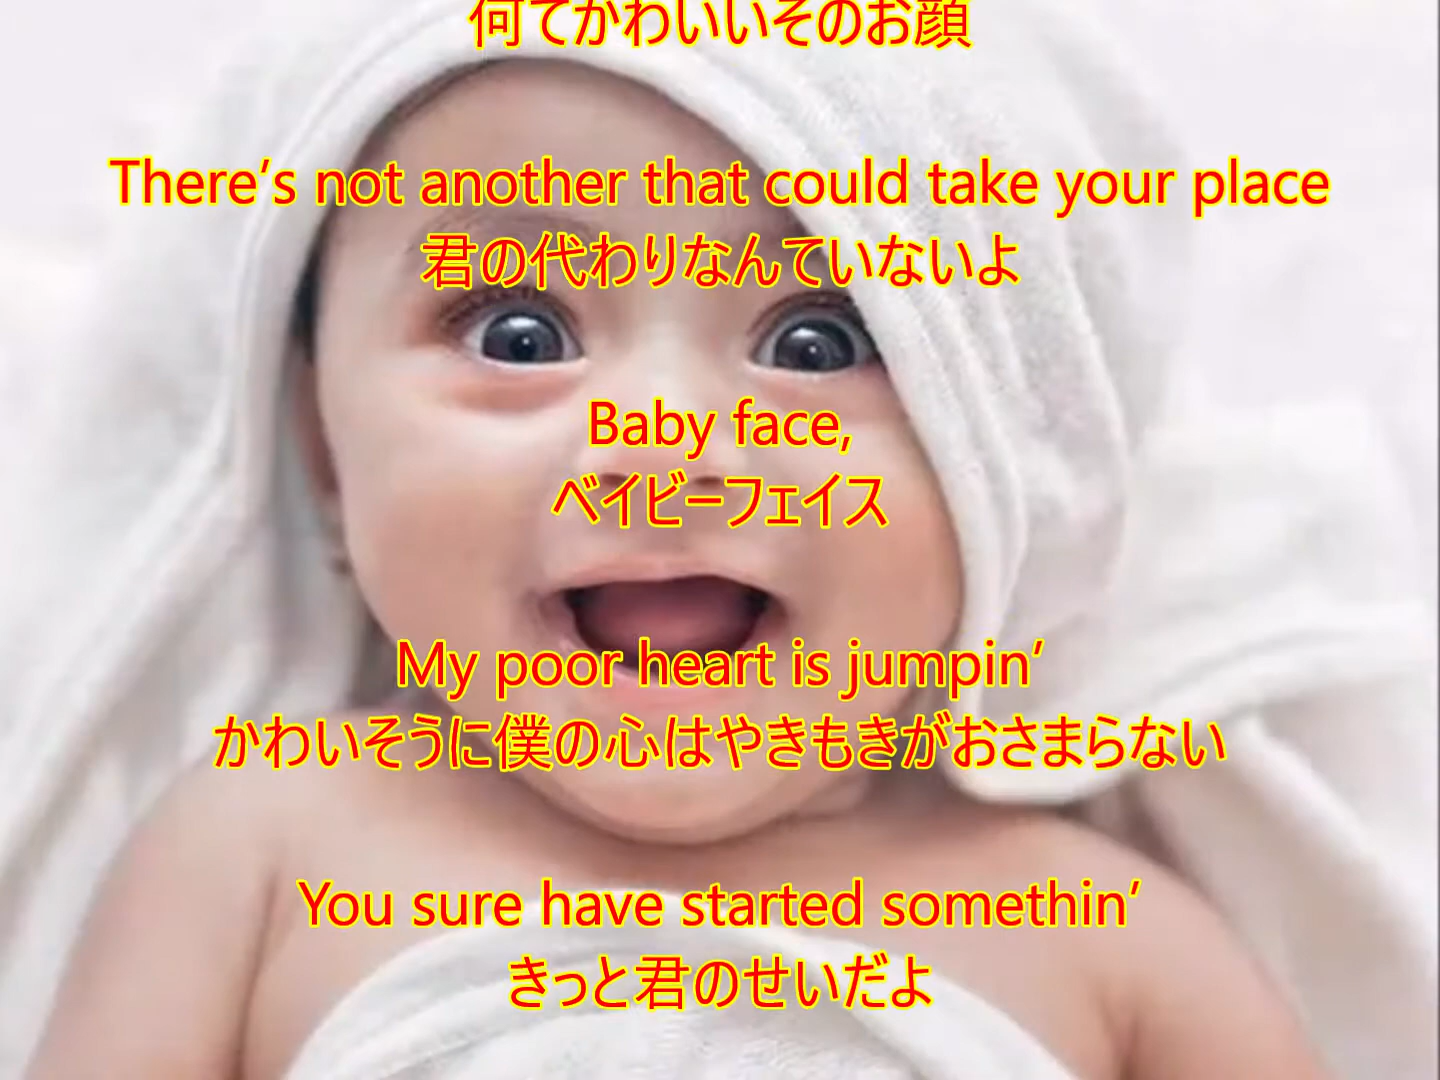 何てかわいいそのお顔
There's not another that could take your place
君の代わりなんていないよ
Baby face,
ベイビーフェイス
My poor heart is jumpin'
かわいそうに僕の心はやきもきがおさまらない
You sure have started somethin'
きっと君のせいだよ